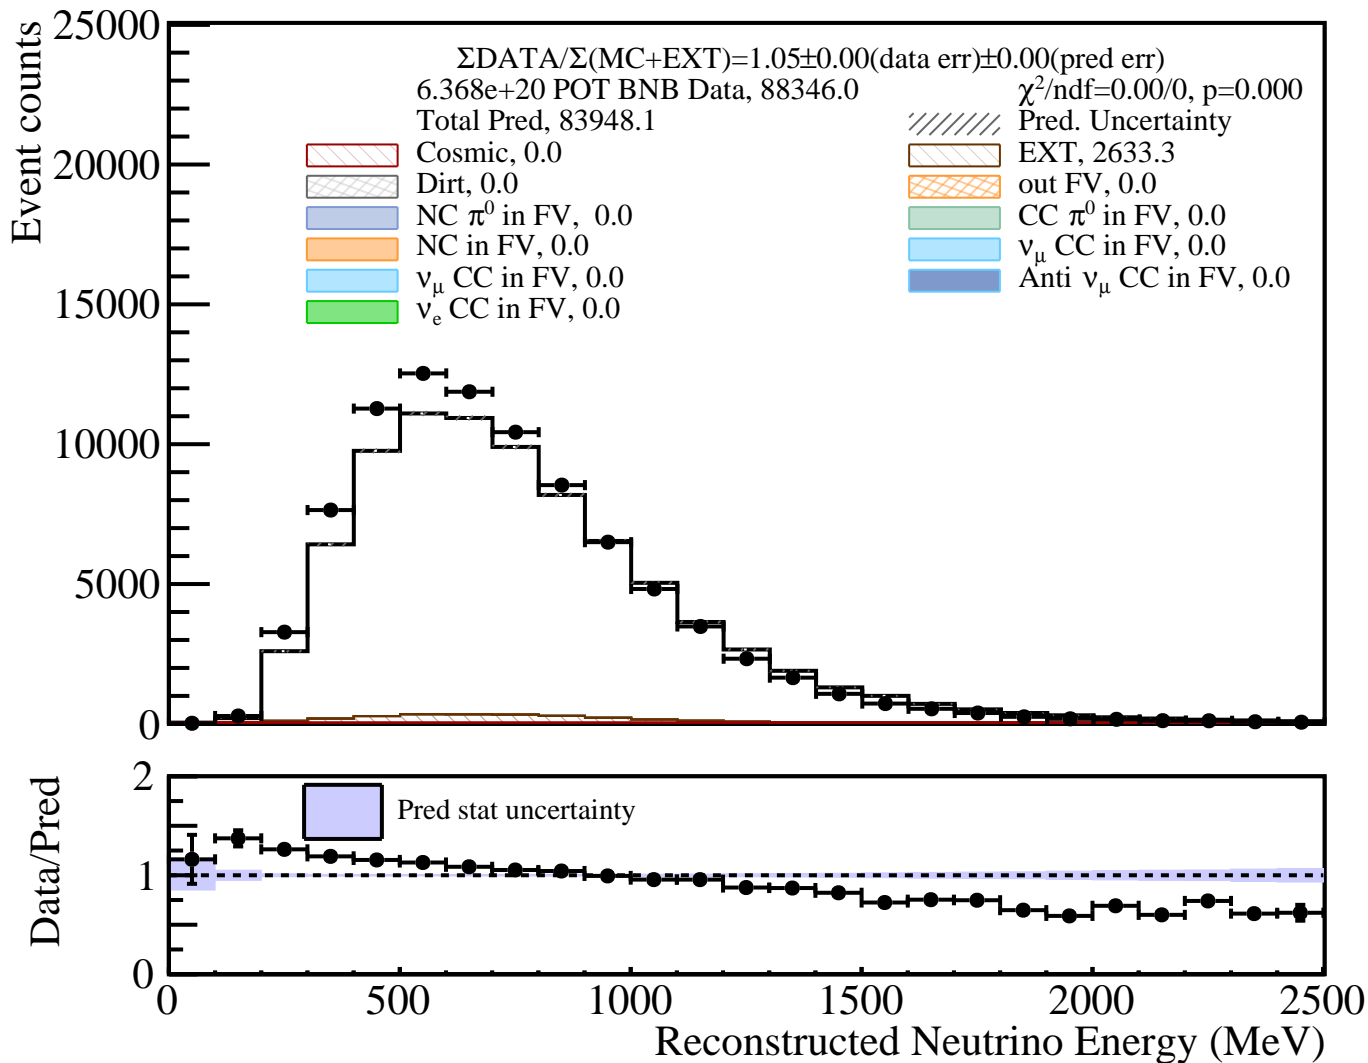 25000
20000
15000
10000
5000
0
Event counts
ΣDATA/Σ(MC+EXT)=1.05±0.00(data err)±0.00(pred err)
6.368e+20 POT BNB Data, 88346.0
χ²/ndf=0.00/0, p=0.000
Total Pred, 83948.1
Pred. Uncertainty
Cosmic, 0.0
EXT, 2633.3
Dirt, 0.0
out FV, 0.0
NC π⁰ in FV,  0.0
CC π⁰ in FV, 0.0
NC in FV, 0.0
νμ CC in FV, 0.0
νμ CC in FV, 0.0
Anti νμ CC in FV, 0.0
νe CC in FV, 0.0
2
1
0
Data/Pred
Pred stat uncertainty
0 500 1000 1500 2000 2500
Reconstructed Neutrino Energy (MeV)